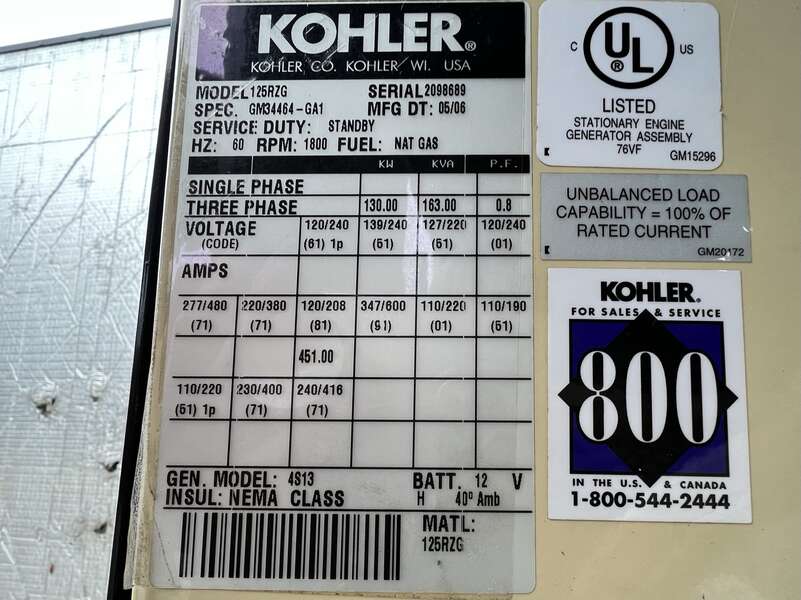 KOHLER®
KOHLER CO. KOHLER, WI. USA
MODEL 125RZG SERIAL 2098689
SPEC. GM34464-GA1 MFG DT: 05/06
SERVICE DUTY: STANDBY
HZ: 60 RPM: 1800 FUEL: NAT GAS
KW KVA P.F.
SINGLE PHASE
THREE PHASE 130.00 163.00 0.8
VOLTAGE 120/240 139/240 127/220 120/240
(CODE) (61) 1p (51) (51) (01)
AMPS
277/480 220/380 120/208 347/600 110/220 110/190
(71) (71) (81) (91) (01) (51)
451.00
110/220 230/400 240/416
(51) 1p (71) (71)
GEN. MODEL: 4S13 BATT. 12 V
INSUL: NEMA CLASS H 40° Amb
MATL:
125RZG
C UL® US
LISTED
STATIONARY ENGINE
GENERATOR ASSEMBLY
76VF
GM15296
UNBALANCED LOAD
CAPABILITY = 100% OF
RATED CURRENT
GM20172
KOHLER®
FOR SALES & SERVICE
800
IN THE U.S. & CANADA
1-800-544-2444